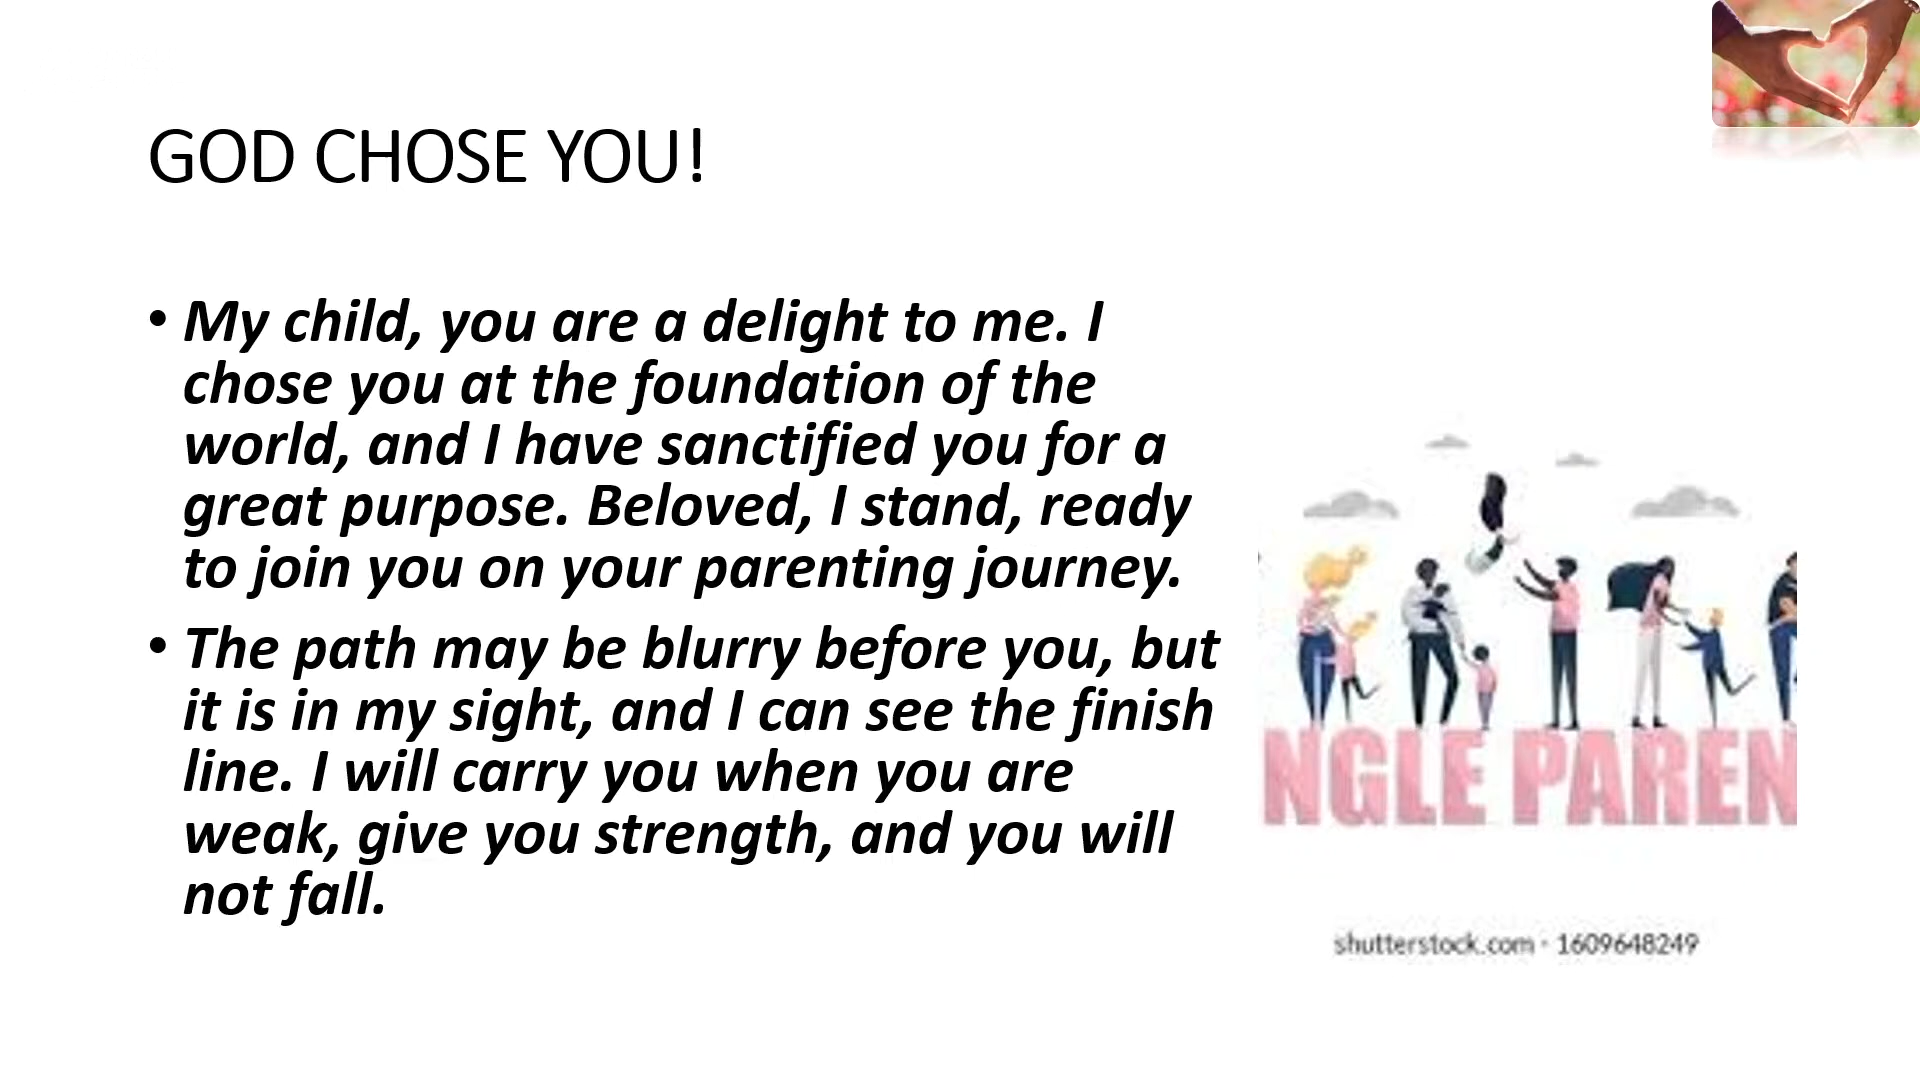 GOD CHOSE YOU!
• My child, you are a delight to me. I
chose you at the foundation of the
world, and I have sanctified you for a
great purpose. Beloved, I stand, ready
to join you on your parenting journey.
• The path may be blurry before you, but
it is in my sight, and I can see the finish
line. I will carry you when you are
weak, give you strength, and you will
not fall.
NGLE PAREN
shutterstock.com · 1609648249